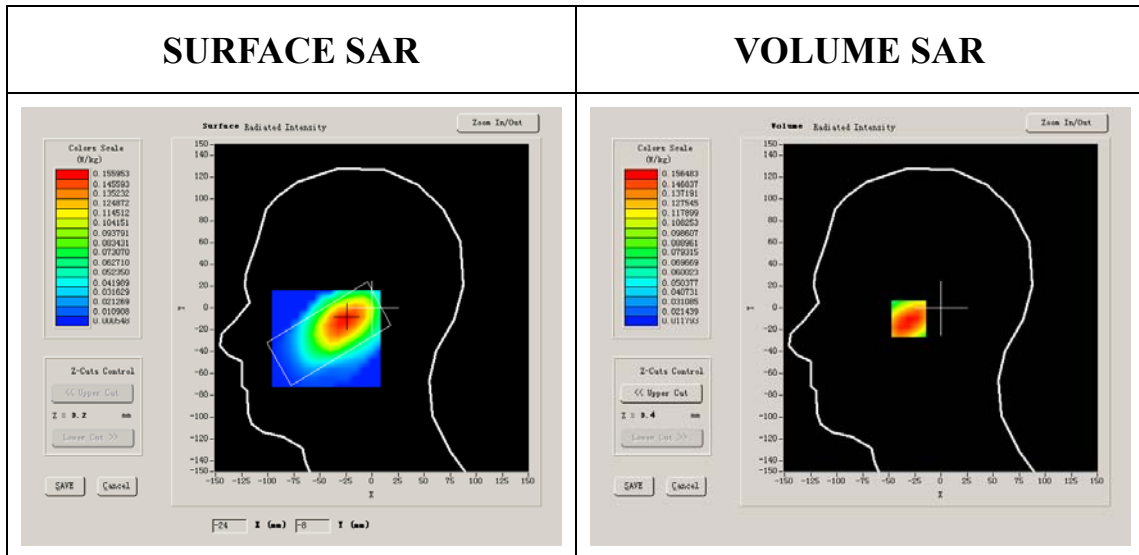 SURFACE SAR
VOLUME SAR
Surface Radiated Intensity
Zoom In/Out
Colors Scale
(W/kg)
0.155953
0.145593
0.135232
0.124872
0.114512
0.104151
0.093791
0.083431
0.073070
0.062710
0.052350
0.041989
0.031629
0.021269
0.010908
0.000548
150
140
120
100
80
60
40
20
0
-20
-40
-60
-80
-100
-120
-140
-150
Y
-150 -125 -100 -75 -50 -25 0 25 50 75 100 125 150
X
Z-Cuts Control
<< Upper Cut
Z = 3.2 mm
Lower Cut >>
SAVE
Cancel
-24 X (mm) -8 Y (mm)
Volume Radiated Intensity
Zoom In/Out
Colors Scale
(W/kg)
0.156483
0.146837
0.137191
0.127545
0.117899
0.108253
0.098607
0.088961
0.079315
0.069669
0.060023
0.050377
0.040731
0.031085
0.021439
0.011793
150
140
120
100
80
60
40
20
0
-20
-40
-60
-80
-100
-120
-140
-150
Y
-150 -125 -100 -75 -50 -25 0 25 50 75 100 125 150
X
Z-Cuts Control
<< Upper Cut
Z = 3.4 mm
Lower Cut >>
SAVE
Cancel